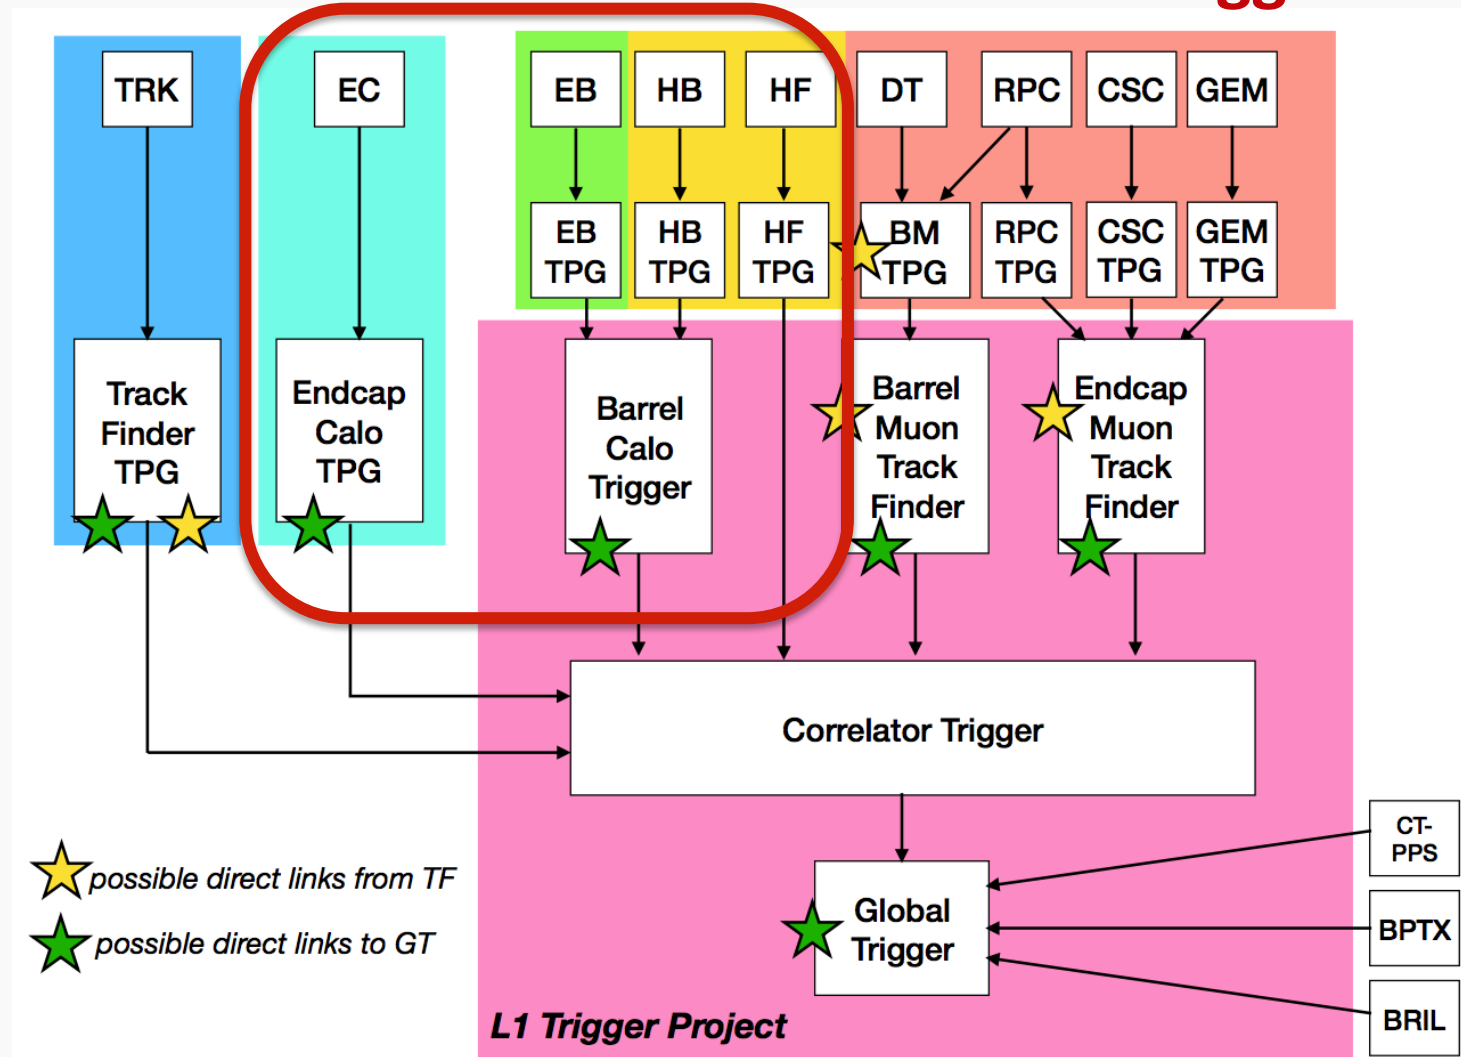 TRK
EC
EB
HB
HF
DT
RPC
CSC
GEM
EB
TPG
HB
TPG
HF
TPG
BM
TPG
RPC
TPG
CSC
TPG
GEM
TPG
Track
Finder
TPG
Endcap
Calo
TPG
Barrel
Calo
Trigger
Barrel
Muon
Track
Finder
Endcap
Muon
Track
Finder
Correlator Trigger
CT-
PPS
possible direct links from TF
possible direct links to GT
Global
Trigger
BPTX
BRIL
L1 Trigger Project